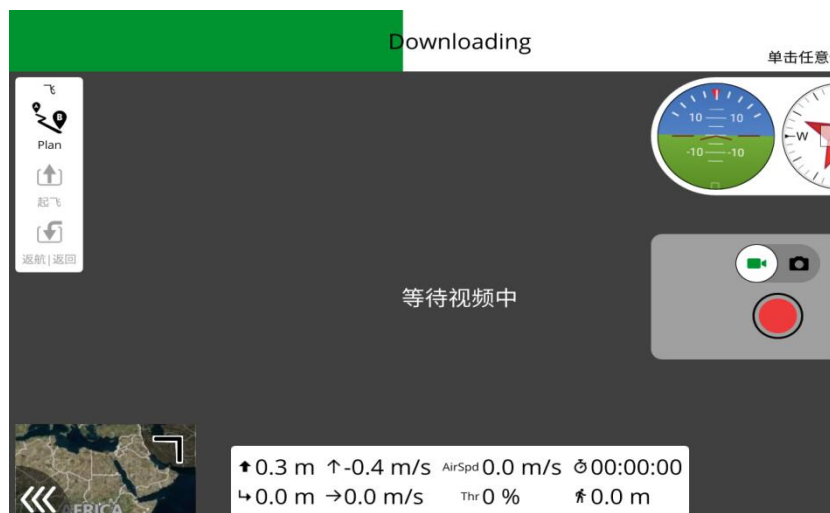 Downloading
单击任意
飞
Plan
起飞
返航|返回
10 10
-10 -10
W
等待视频中
0.3 m -0.4 m/s AirSpd 0.0 m/s 00:00:00
0.0 m 0.0 m/s Thr 0 % 0.0 m
AFRICA